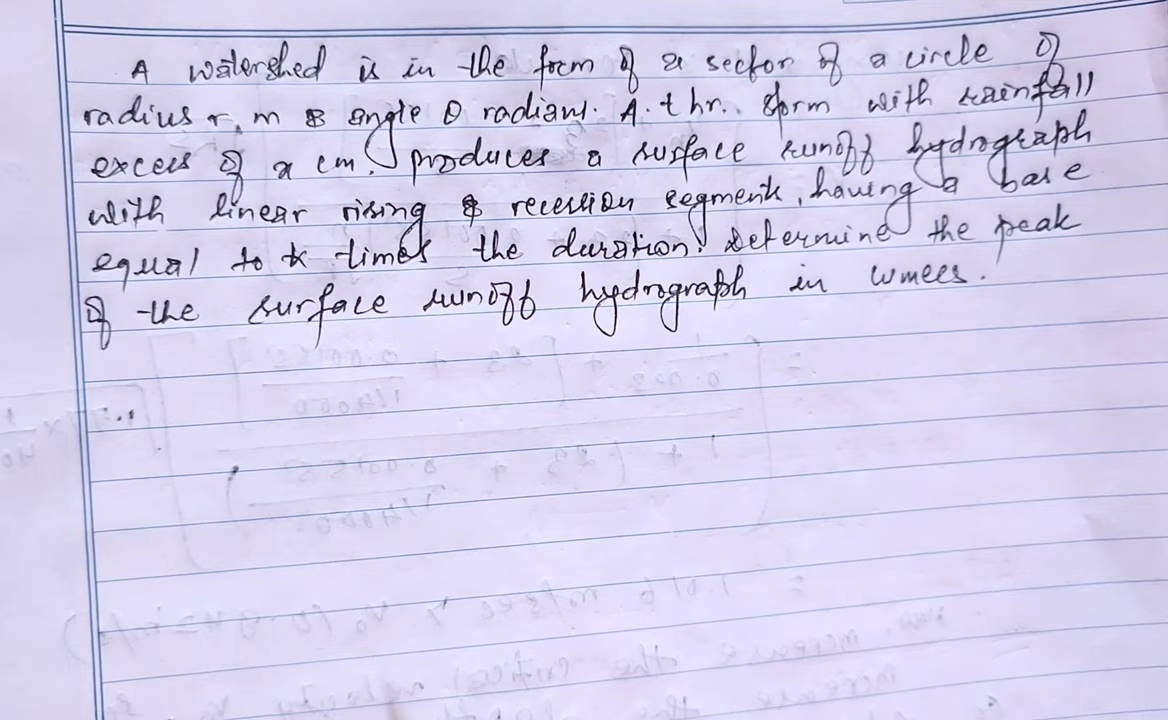 A watershed is in the form of a sector of a circle of
radius r, m & angle θ radians. A. t hr. storm with rainfall
excess of x cm. produces a surface runoff hydrograph
with linear rising & recession segments, having a base
equal to k times the duration. Determine the peak
of the surface runoff hydrograph in cumecs.